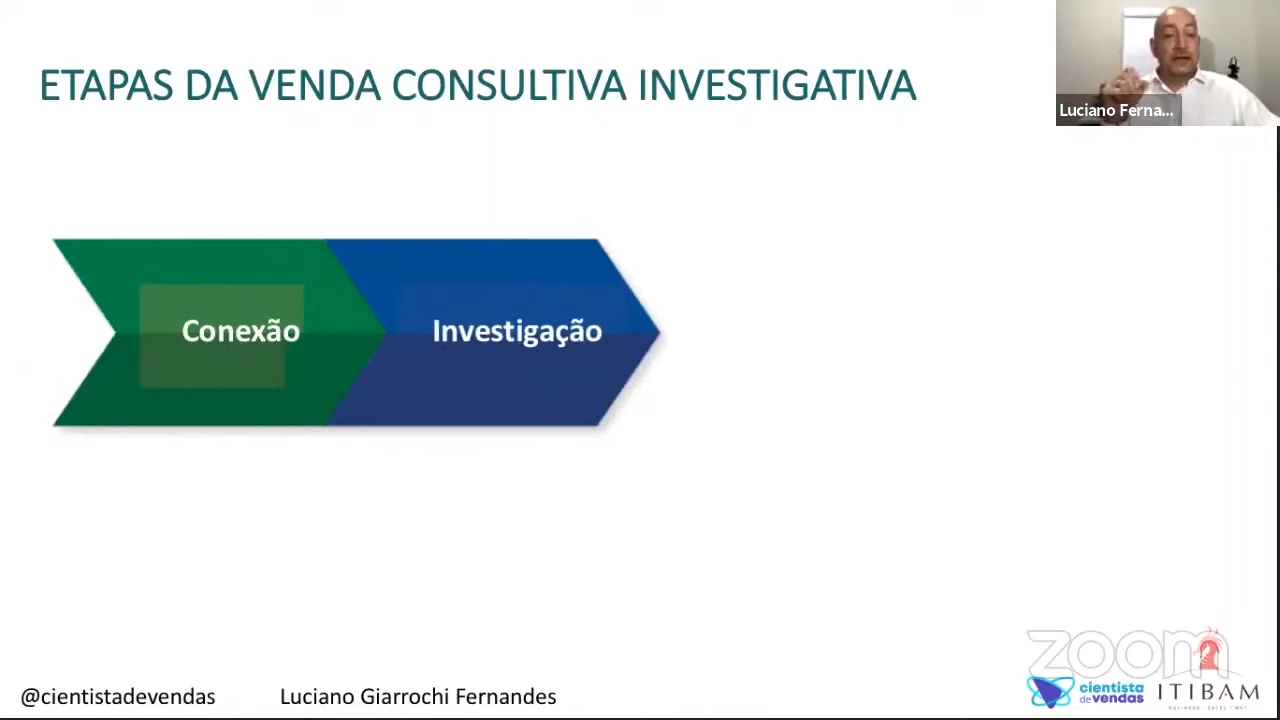 ETAPAS DA VENDA CONSULTIVA INVESTIGATIVA
Luciano Ferna...
Conexão
Investigação
zoom
@cientistadevendas
Luciano Giarrochi Fernandes
cientista
de vendas
ITIBAM